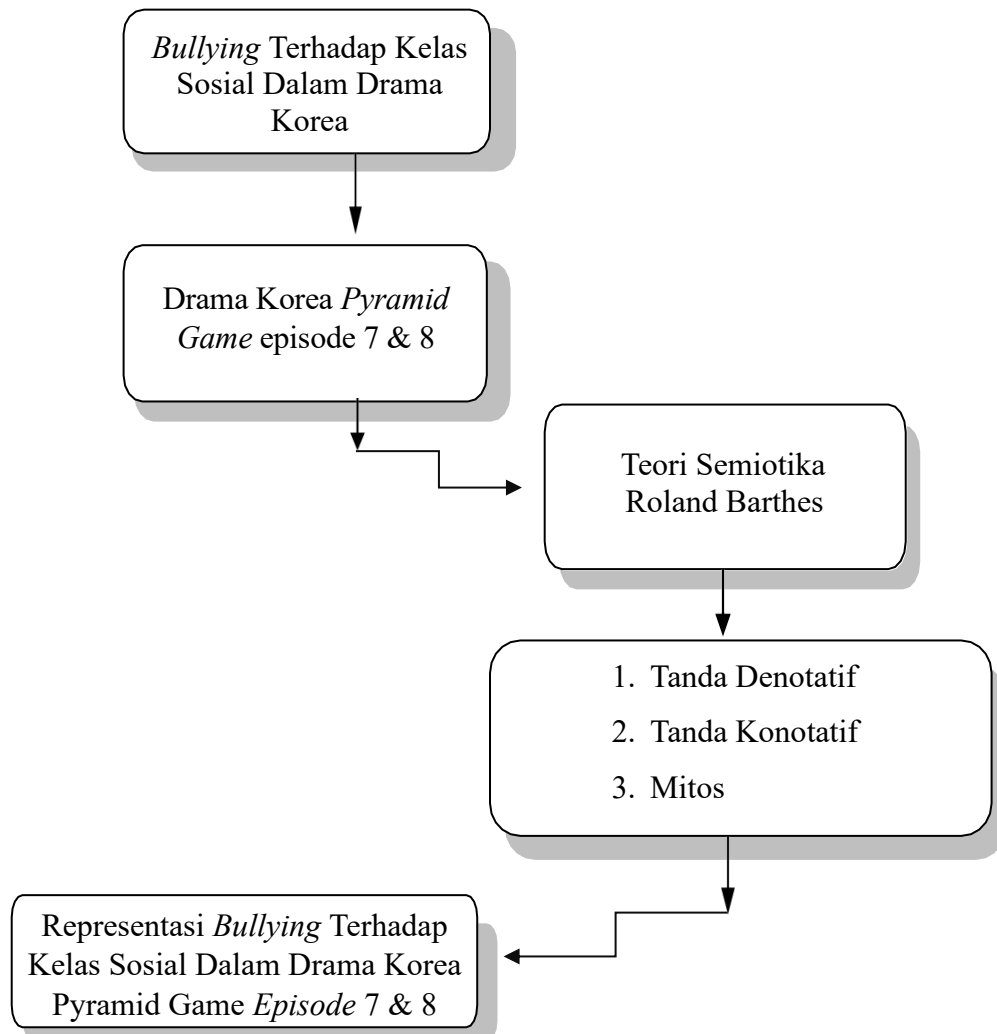 Bullying Terhadap Kelas
Sosial Dalam Drama
Korea
Drama Korea Pyramid
Game episode 7 & 8
Teori Semiotika
Roland Barthes
1. Tanda Denotatif
2. Tanda Konotatif
3. Mitos
Representasi Bullying Terhadap
Kelas Sosial Dalam Drama Korea
Pyramid Game Episode 7 & 8